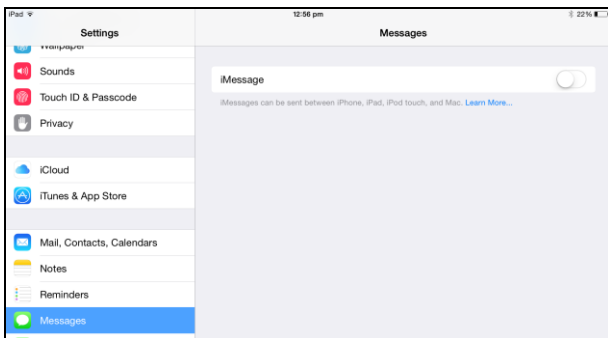 iPad 12:56 pm 22%
Settings Messages
Wallpaper
Sounds
Touch ID & Passcode
Privacy
iCloud
iTunes & App Store
Mail, Contacts, Calendars
Notes
Reminders
Messages
iMessage
iMessages can be sent between iPhone, iPad, iPod touch, and Mac. Learn More...